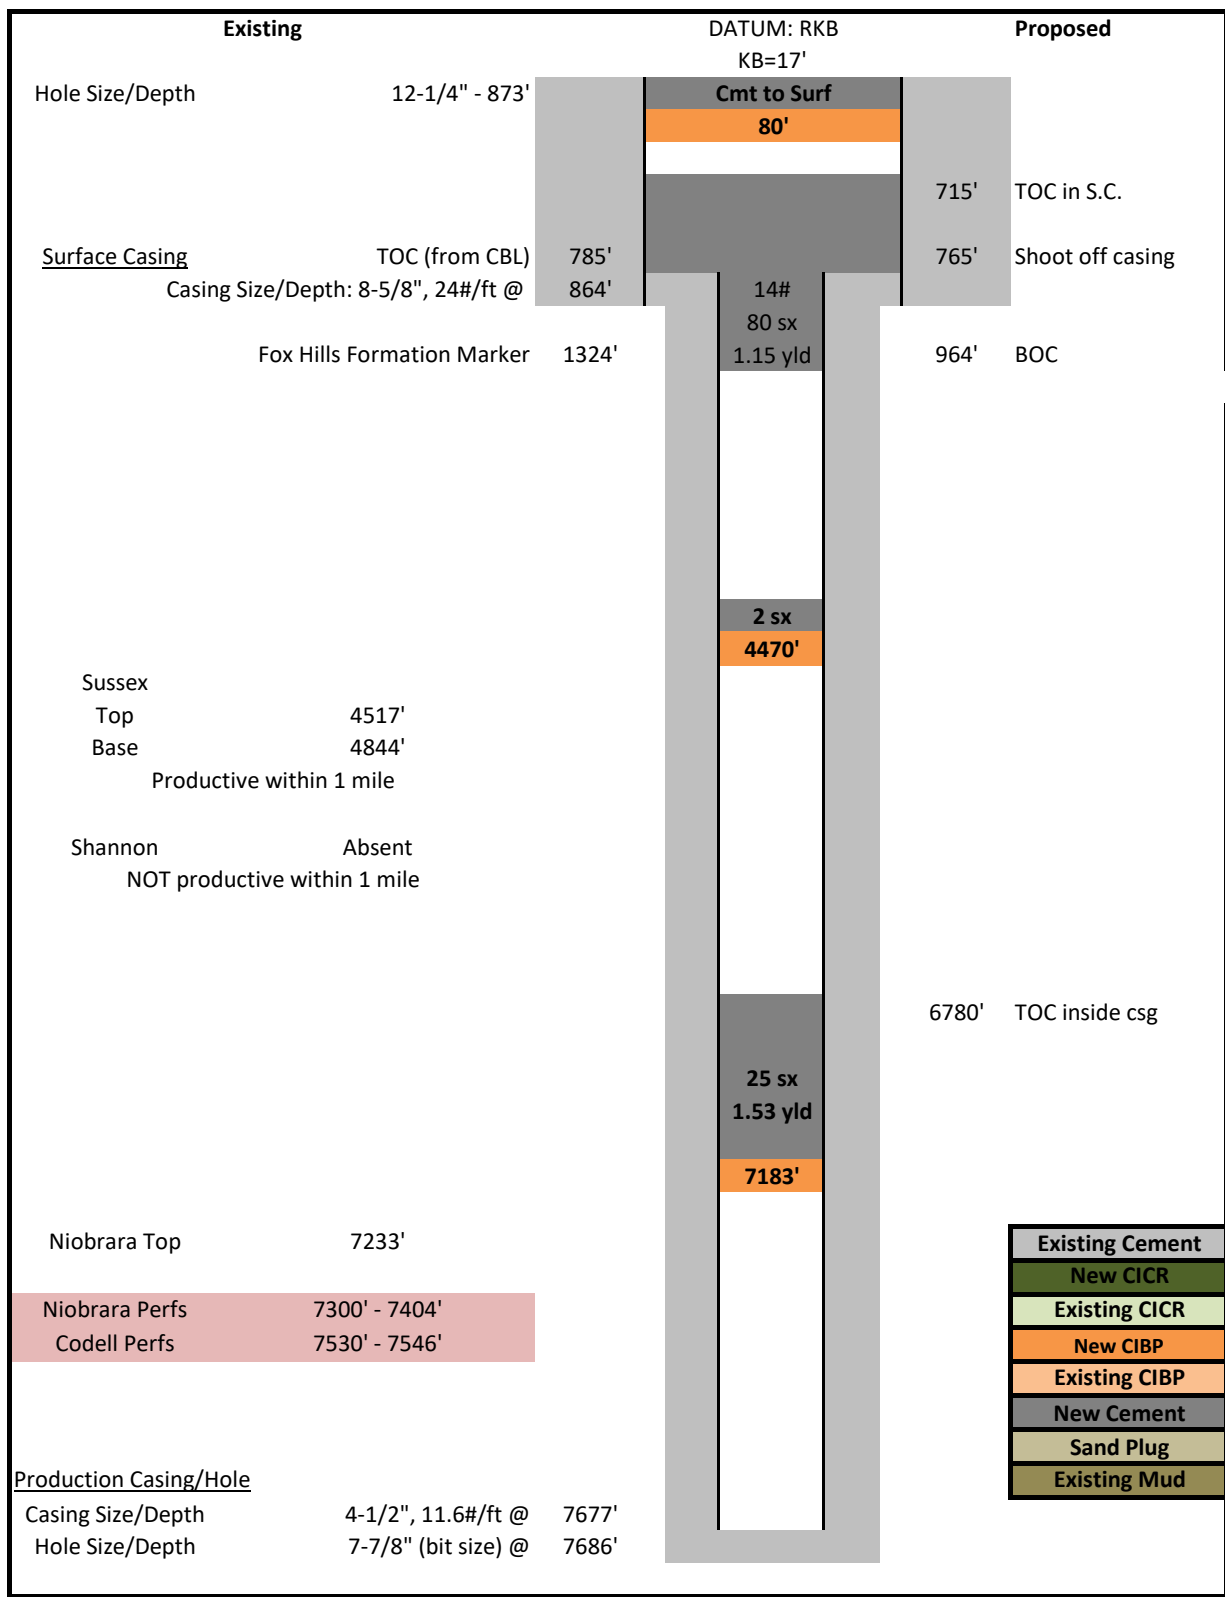 Existing DATUM: RKB Proposed
KB=17'
Hole Size/Depth 12-1/4" - 873' Cmt to Surf
80'
715' TOC in S.C.
Surface Casing TOC (from CBL) 785' 765' Shoot off casing
Casing Size/Depth: 8-5/8", 24#/ft @ 864' 14#
80 sx
Fox Hills Formation Marker 1324' 1.15 yld 964' BOC
2 sx
4470'
Sussex
Top 4517'
Base 4844'
Productive within 1 mile
Shannon Absent
NOT productive within 1 mile
6780' TOC inside csg
25 sx
1.53 yld
7183'
Niobrara Top 7233' Existing Cement
New CICR
Niobrara Perfs 7300' - 7404' Existing CICR
Codell Perfs 7530' - 7546' New CIBP
Existing CIBP
New Cement
Sand Plug
Production Casing/Hole Existing Mud
Casing Size/Depth 4-1/2", 11.6#/ft @ 7677'
Hole Size/Depth 7-7/8" (bit size) @ 7686'